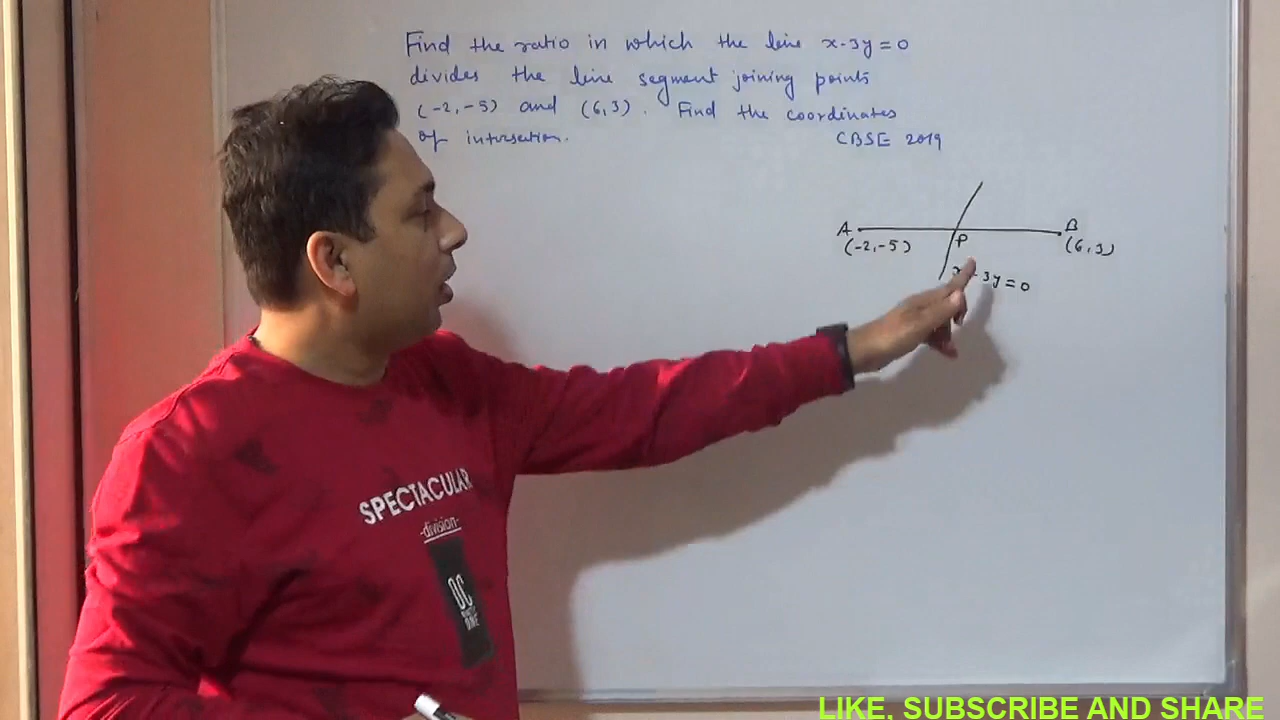 Find the ratio in which the line x-3y=0
divides the line segment joining points
(-2,-5) and (6,3). Find the coordinates
of intersection. CBSE 2019
A B
(-2,-5) P (6,3)
x-3y=0
SPECTACULAR
-division-
OC
LIKE, SUBSCRIBE AND SHARE